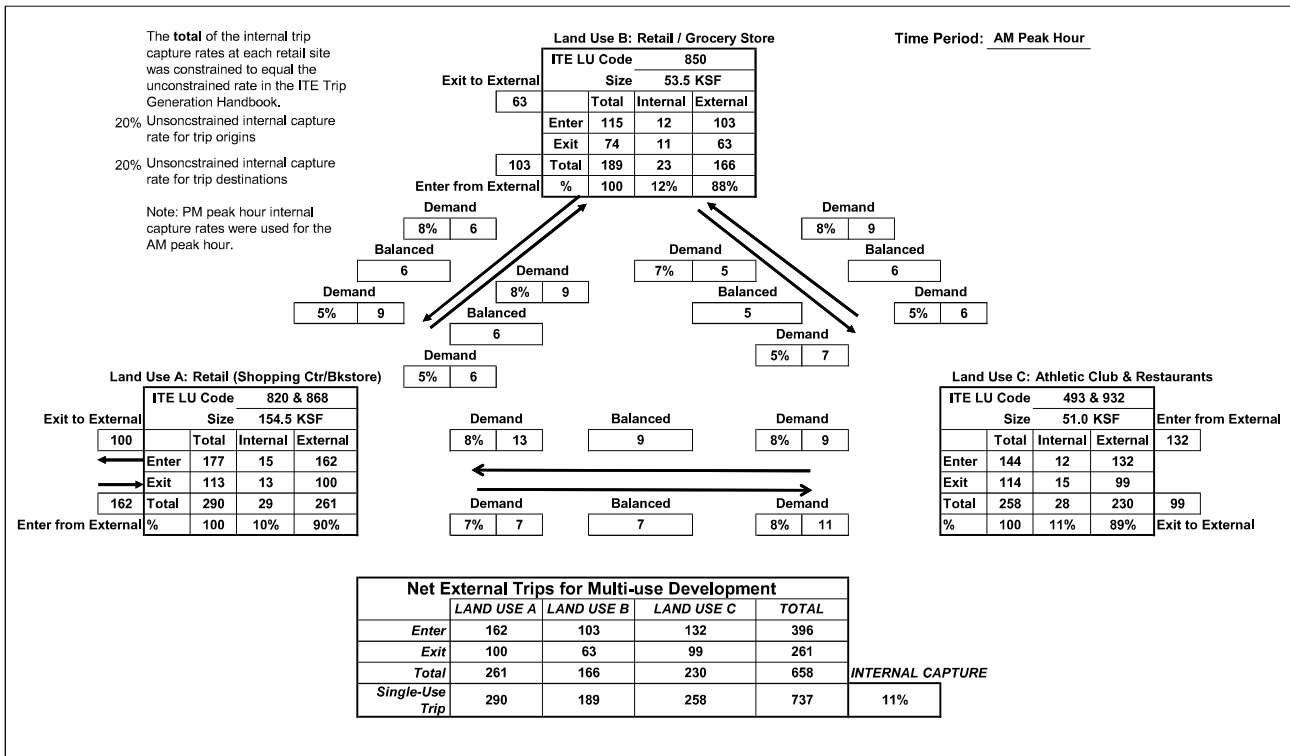 The total of the internal trip
capture rates at each retail site
was constrained to equal the
unconstrained rate in the ITE Trip
Generation Handbook.
20% Unsoncstrained internal capture
rate for trip origins
20% Unsoncstrained internal capture
rate for trip destinations
Note: PM peak hour internal
capture rates were used for the
AM peak hour.
Time Period: AM Peak Hour
Land Use B: Retail / Grocery Store
ITE LU Code 850
Size 53.5 KSF
Exit to External
63
Total Internal External
Enter 115 12 103
Exit 74 11 63
103 Total 189 23 166
Enter from External % 100 12% 88%
Demand
8% 6
Balanced
6
Demand
5% 9
Demand
8% 9
Balanced
6
Demand
5% 6
Demand
7% 5
Balanced
5
Demand
5% 7
Demand
8% 9
Balanced
6
Demand
5% 6
Land Use A: Retail (Shopping Ctr/Bkstore)
ITE LU Code 820 & 868
Exit to External Size 154.5 KSF
100 Total Internal External
Enter 177 15 162
Exit 113 13 100
162 Total 290 29 261
Enter from External % 100 10% 90%
Demand Balanced Demand
8% 13 9 8% 9
Demand Balanced Demand
7% 7 7 8% 11
Land Use C: Athletic Club & Restaurants
ITE LU Code 493 & 932
Size 51.0 KSF Enter from External
Total Internal External 132
Enter 144 12 132
Exit 114 15 99
Total 258 28 230 99
% 100 11% 89% Exit to External
Net External Trips for Multi-use Development
LAND USE A LAND USE B LAND USE C TOTAL
Enter 162 103 132 396
Exit 100 63 99 261
Total 261 166 230 658 INTERNAL CAPTURE
Single-Use
Trip 290 189 258 737 11%